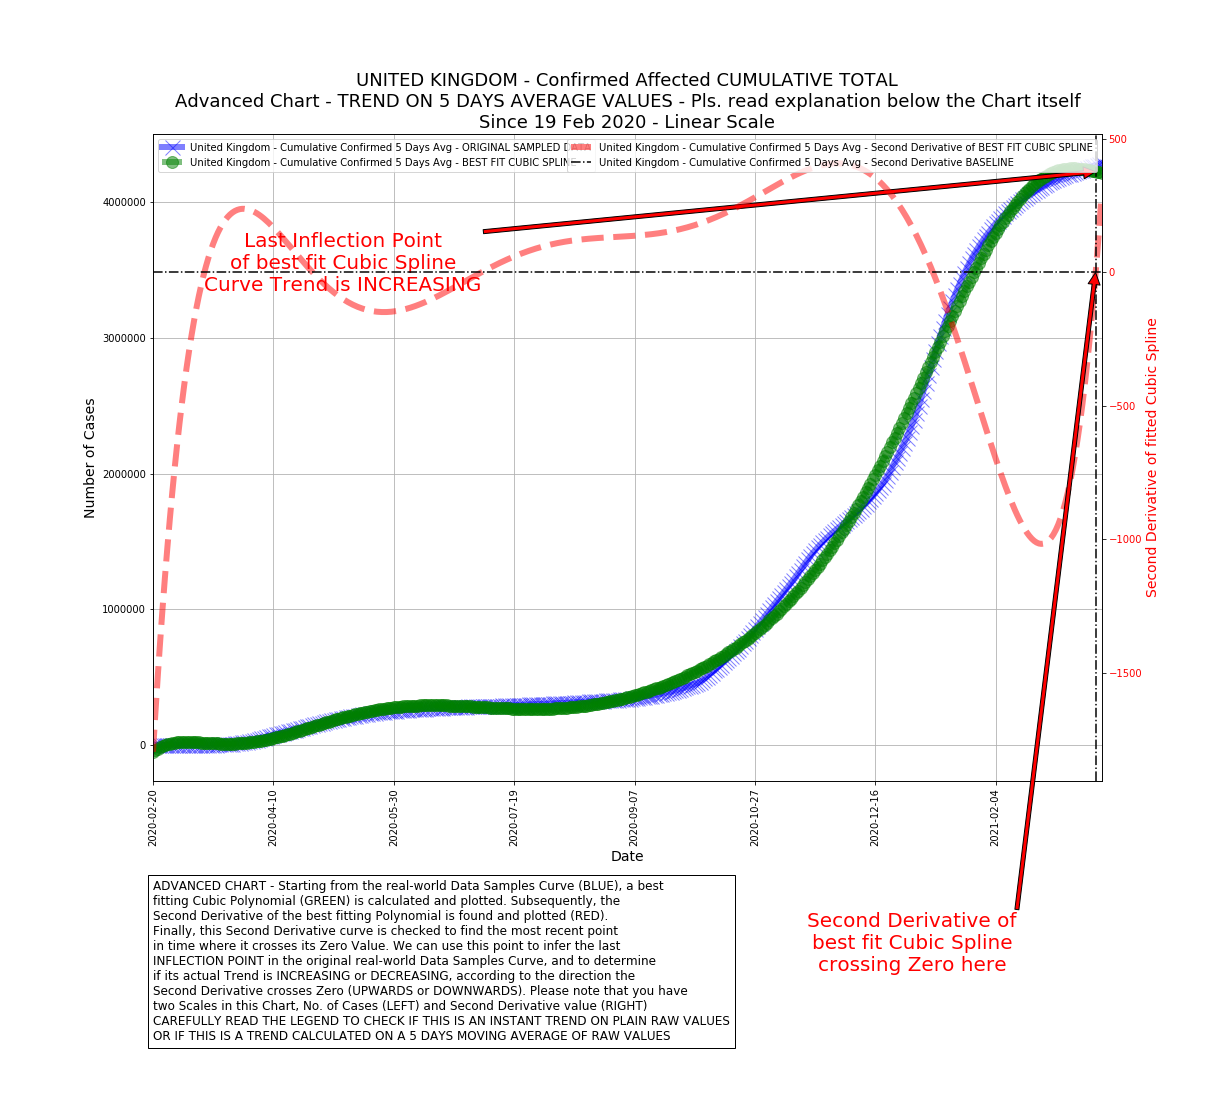 UNITED KINGDOM - Confirmed Affected CUMULATIVE TOTAL
Advanced Chart - TREND ON 5 DAYS AVERAGE VALUES - Pls. read explanation below the Chart itself
Since 19 Feb 2020 - Linear Scale
United Kingdom - Cumulative Confirmed 5 Days Avg - ORIGINAL SAMPLED
United Kingdom - Cumulative Confirmed 5 Days Avg - BEST FIT CUBIC SPLIN
United Kingdom - Cumulative Confirmed 5 Days Avg - Second Derivative of BEST FIT CUBIC SPLINE
United Kingdom - Cumulative Confirmed 5 Days Avg - Second Derivative BASELINE
Last Inflection Point
of best fit Cubic Spline
Curve Trend is INCREASING
Number of Cases
4000000
3000000
2000000
1000000
0
500
0
−500
−1000
−1500
Second Derivative of fitted Cubic Spline
2020-02-20
2020-04-10
2020-05-30
2020-07-19
2020-09-07
2020-10-27
2020-12-16
2021-02-04
Date
ADVANCED CHART - Starting from the real-world Data Samples Curve (BLUE), a best
fitting Cubic Polynomial (GREEN) is calculated and plotted. Subsequently, the
Second Derivative of the best fitting Polynomial is found and plotted (RED).
Finally, this Second Derivative curve is checked to find the most recent point
in time where it crosses its Zero Value. We can use this point to infer the last
INFLECTION POINT in the original real-world Data Samples Curve, and to determine
if its actual Trend is INCREASING or DECREASING, according to the direction the
Second Derivative crosses Zero (UPWARDS or DOWNWARDS). Please note that you have
two Scales in this Chart, No. of Cases (LEFT) and Second Derivative value (RIGHT)
CAREFULLY READ THE LEGEND TO CHECK IF THIS IS AN INSTANT TREND ON PLAIN RAW VALUES
OR IF THIS IS A TREND CALCULATED ON A 5 DAYS MOVING AVERAGE OF RAW VALUES
Second Derivative of
best fit Cubic Spline
crossing Zero here